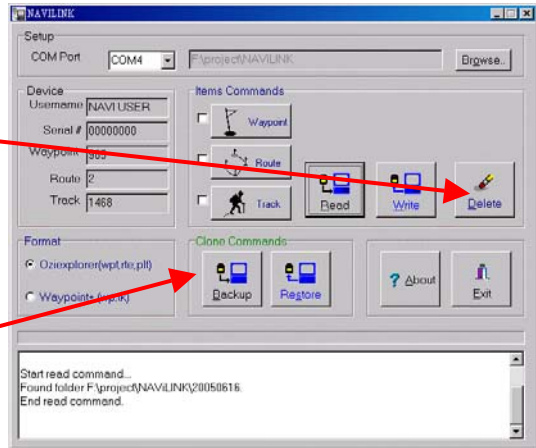 NAVILINK
Setup
COM Port COM4 F:\project\NAVILINK Browse..
Device
Username NAVI USER
Serial # 00000000
Waypoint
Route 2
Track 1468
Items Commands
Waypoint
Route
Track
Read Write Delete
Format
Oziexplorer(wpt,rte,plt)
Waypoint+
Clone Commands
Backup Restore
? About Exit
Start read command...
Found folder F:\project\NAViLINK\20050616.
End read command.